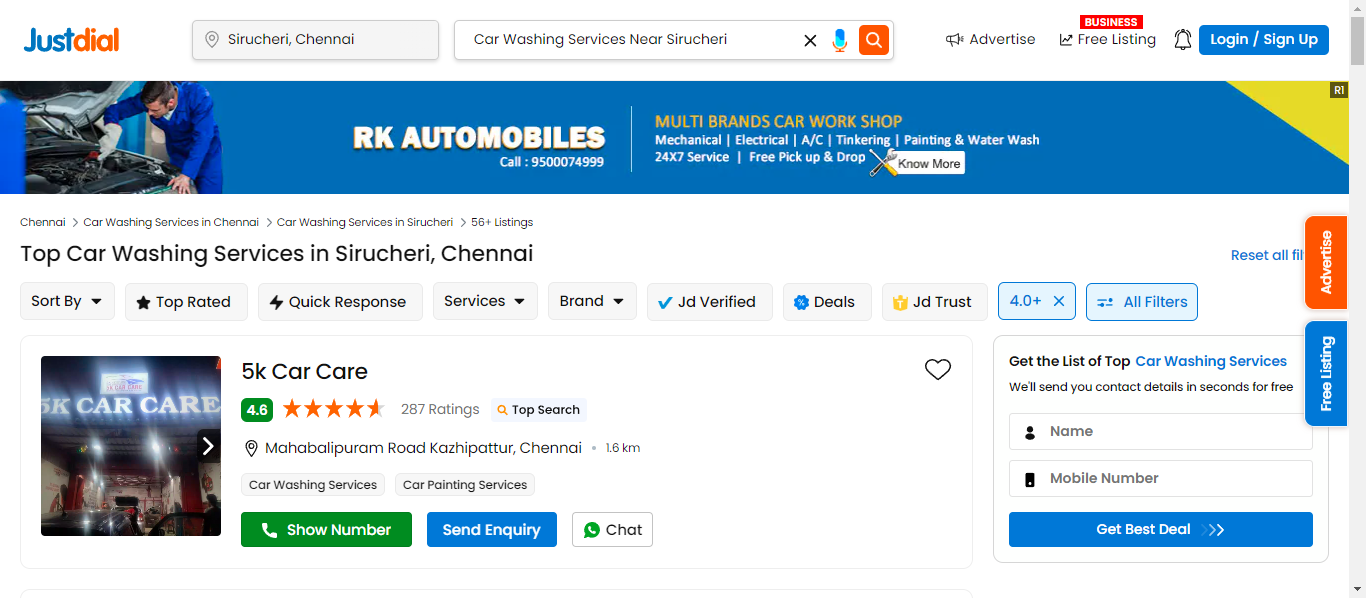 Justdial
Sirucheri, Chennai
Car Washing Services Near Sirucheri
Advertise
BUSINESS
Free Listing
Login / Sign Up
R1
RK AUTOMOBILES
Call : 9500074999
MULTI BRANDS CAR WORK SHOP
Mechanical | Electrical | A/C | Tinkering | Painting & Water Wash
24X7 Service | Free Pick up & Drop
Know More
Chennai > Car Washing Services in Chennai > Car Washing Services in Sirucheri > 56+ Listings
Top Car Washing Services in Sirucheri, Chennai
Reset all fil
Advertise
Sort By
Top Rated
Quick Response
Services
Brand
Jd Verified
Deals
Jd Trust
4.0+
All Filters
Free Listing
5K CAR CARE
5K CAR CARE
5k Car Care
4.6
287 Ratings
Top Search
Mahabalipuram Road Kazhipattur, Chennai • 1.6 km
Car Washing Services
Car Painting Services
Show Number
Send Enquiry
Chat
Get the List of Top Car Washing Services
We'll send you contact details in seconds for free
Name
Mobile Number
Get Best Deal